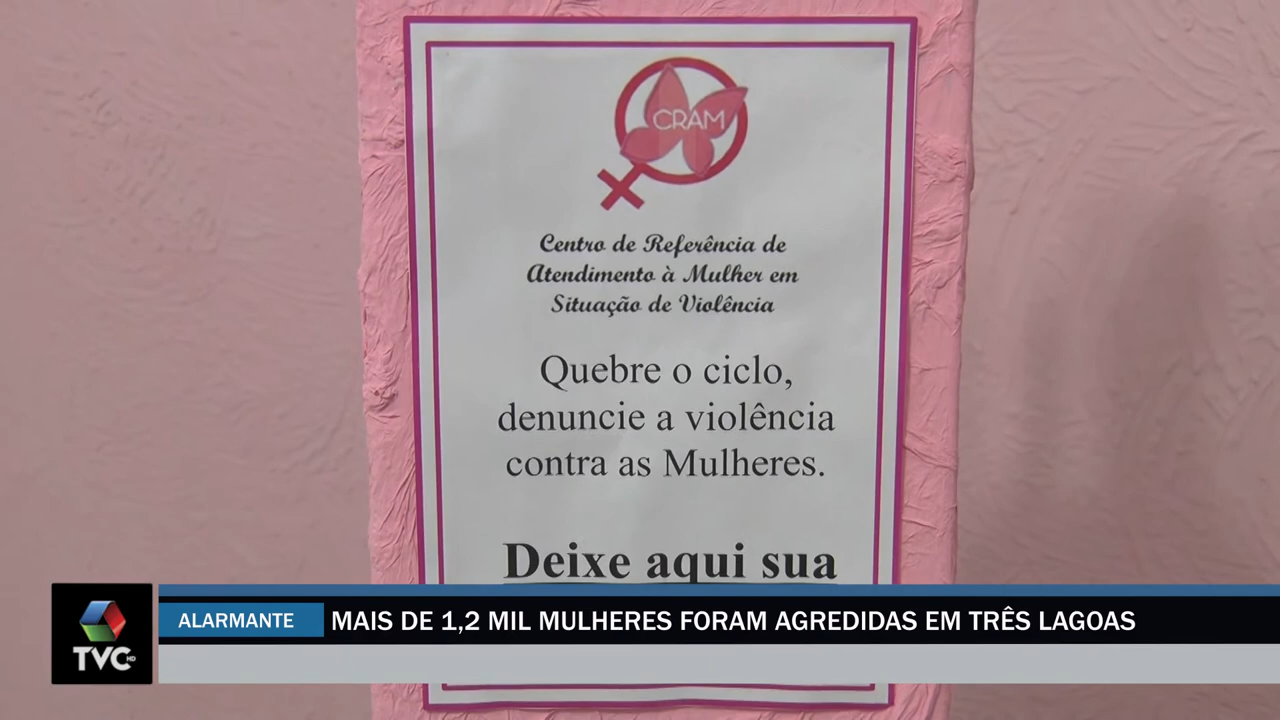 CRAM
Centro de Referência de
Atendimento à Mulher em
Situação de Violência
Quebre o ciclo,
denuncie a violência
contra as Mulheres.
Deixe aqui sua
ALARMANTE
MAIS DE 1,2 MIL MULHERES FORAM AGREDIDAS EM TRÊS LAGOAS
TVC HD